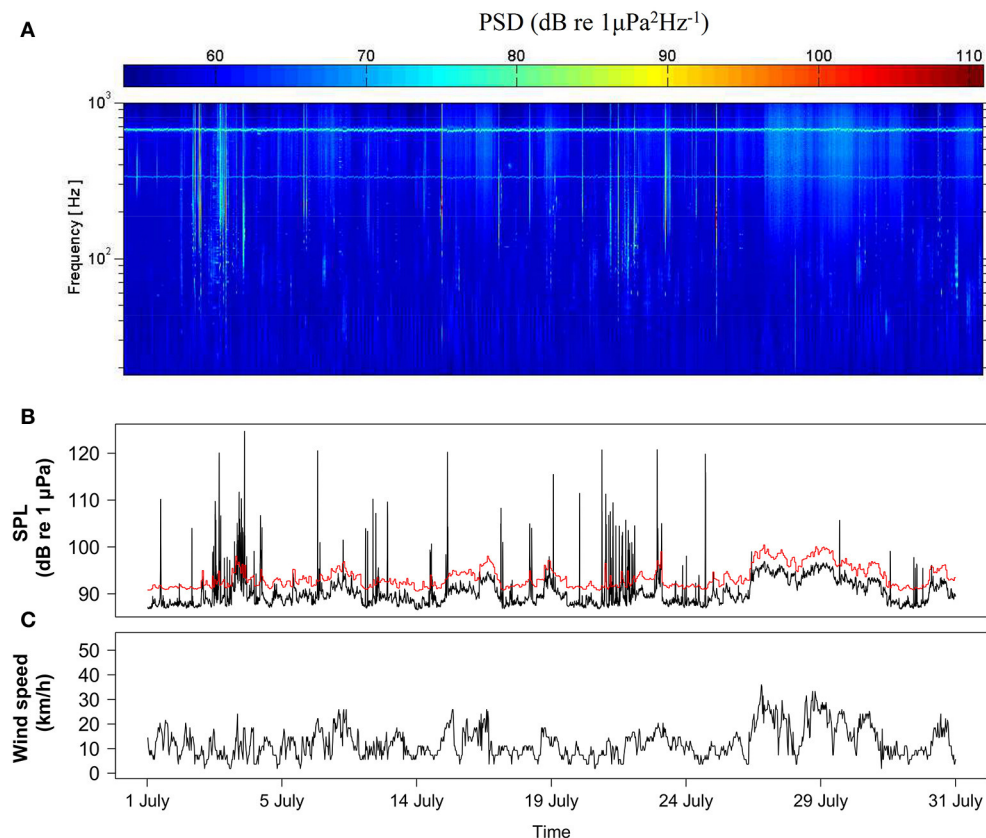 A
PSD (dB re 1μPa²Hz⁻¹)
60 70 80 90 100 110
10³
10²
Frequency [ Hz ]
B
120
110
100
90
SPL
(dB re 1 μPa)
C
50
40
30
20
10
0
Wind speed
(km/h)
1 July 5 July 14 July 19 July 24 July 29 July 31 July
Time